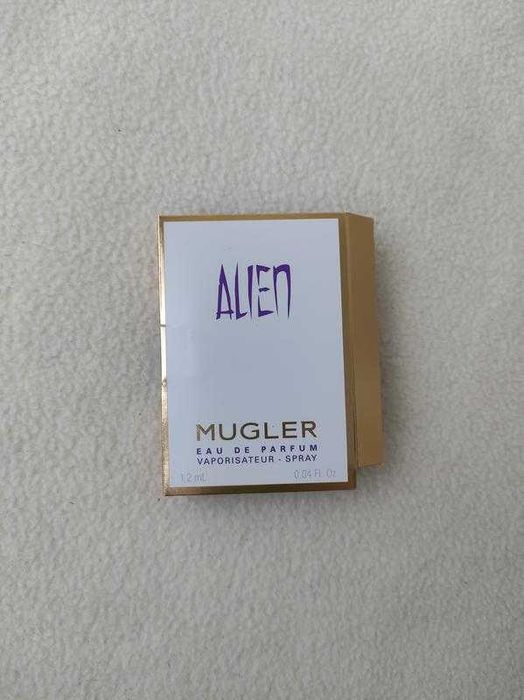 ALIEN
MUGLER
EAU DE PARFUM
VAPORISATEUR - SPRAY
1,2 mL 0.04 Fl. Oz